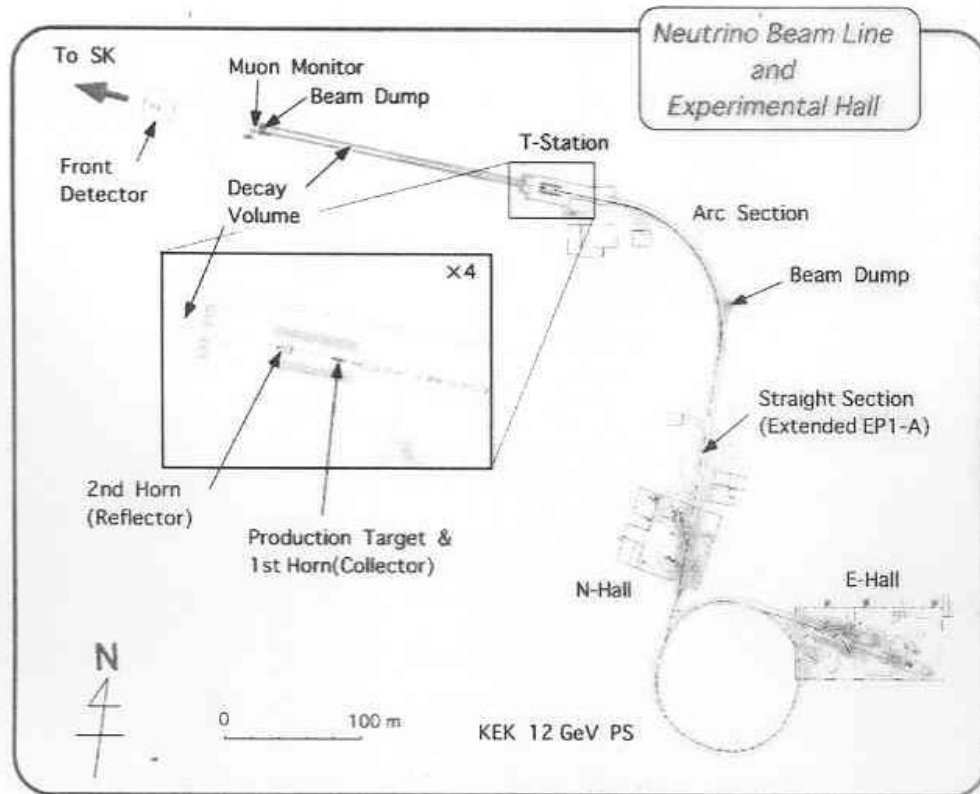 Neutrino Beam Line
and
Experimental Hall
To SK
Muon Monitor
Beam Dump
T-Station
Front
Detector
Decay
Volume
Arc Section
×4
Beam Dump
Straight Section
(Extended EP1-A)
2nd Horn
(Reflector)
Production Target &
1st Horn(Collector)
N-Hall
E-Hall
N
0
100 m
KEK 12 GeV PS